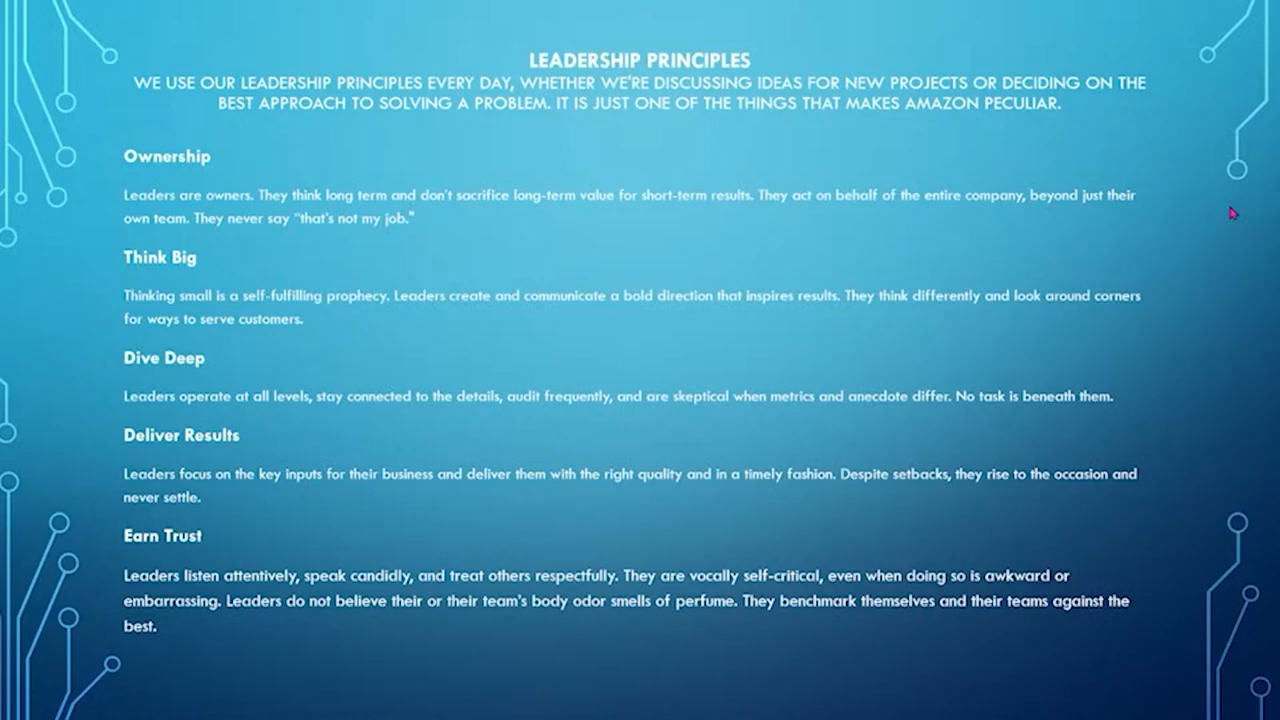 LEADERSHIP PRINCIPLES
WE USE OUR LEADERSHIP PRINCIPLES EVERY DAY, WHETHER WE'RE DISCUSSING IDEAS FOR NEW PROJECTS OR DECIDING ON THE
BEST APPROACH TO SOLVING A PROBLEM. IT IS JUST ONE OF THE THINGS THAT MAKES AMAZON PECULIAR.
Ownership
Leaders are owners. They think long term and don't sacrifice long-term value for short-term results. They act on behalf of the entire company, beyond just their
own team. They never say "that's not my job."
Think Big
Thinking small is a self-fulfilling prophecy. Leaders create and communicate a bold direction that inspires results. They think differently and look around corners
for ways to serve customers.
Dive Deep
Leaders operate at all levels, stay connected to the details, audit frequently, and are skeptical when metrics and anecdote differ. No task is beneath them.
Deliver Results
Leaders focus on the key inputs for their business and deliver them with the right quality and in a timely fashion. Despite setbacks, they rise to the occasion and
never settle.
Earn Trust
Leaders listen attentively, speak candidly, and treat others respectfully. They are vocally self-critical, even when doing so is awkward or
embarrassing. Leaders do not believe their or their team's body odor smells of perfume. They benchmark themselves and their teams against the
best.